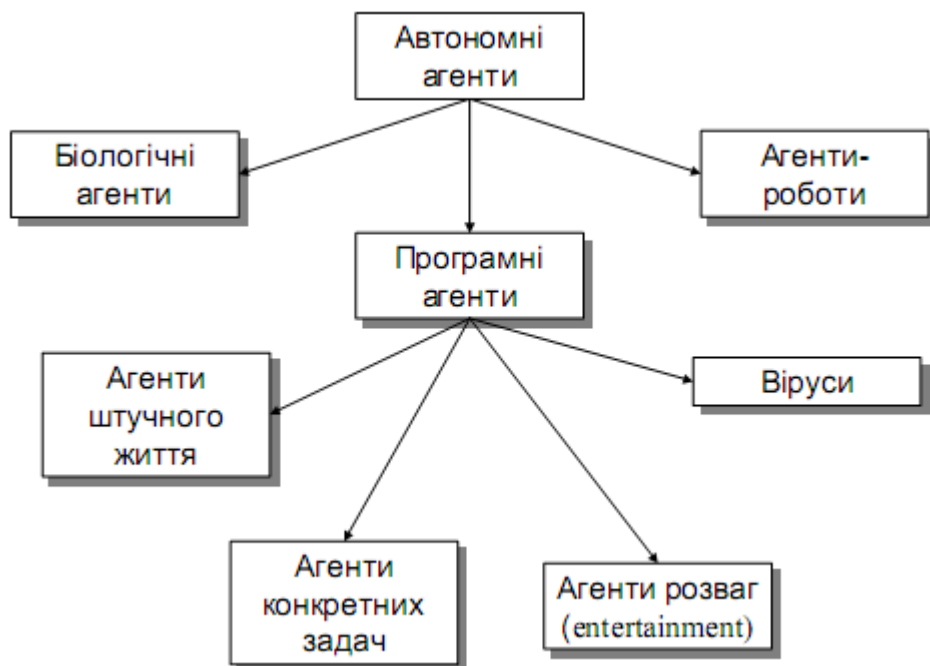 Автономні
агенти
Біологічні
агенти
Агенти-
роботи
Програмні
агенти
Агенти
штучного
життя
Віруси
Агенти
конкретних
задач
Агенти розваг
(entertainment)